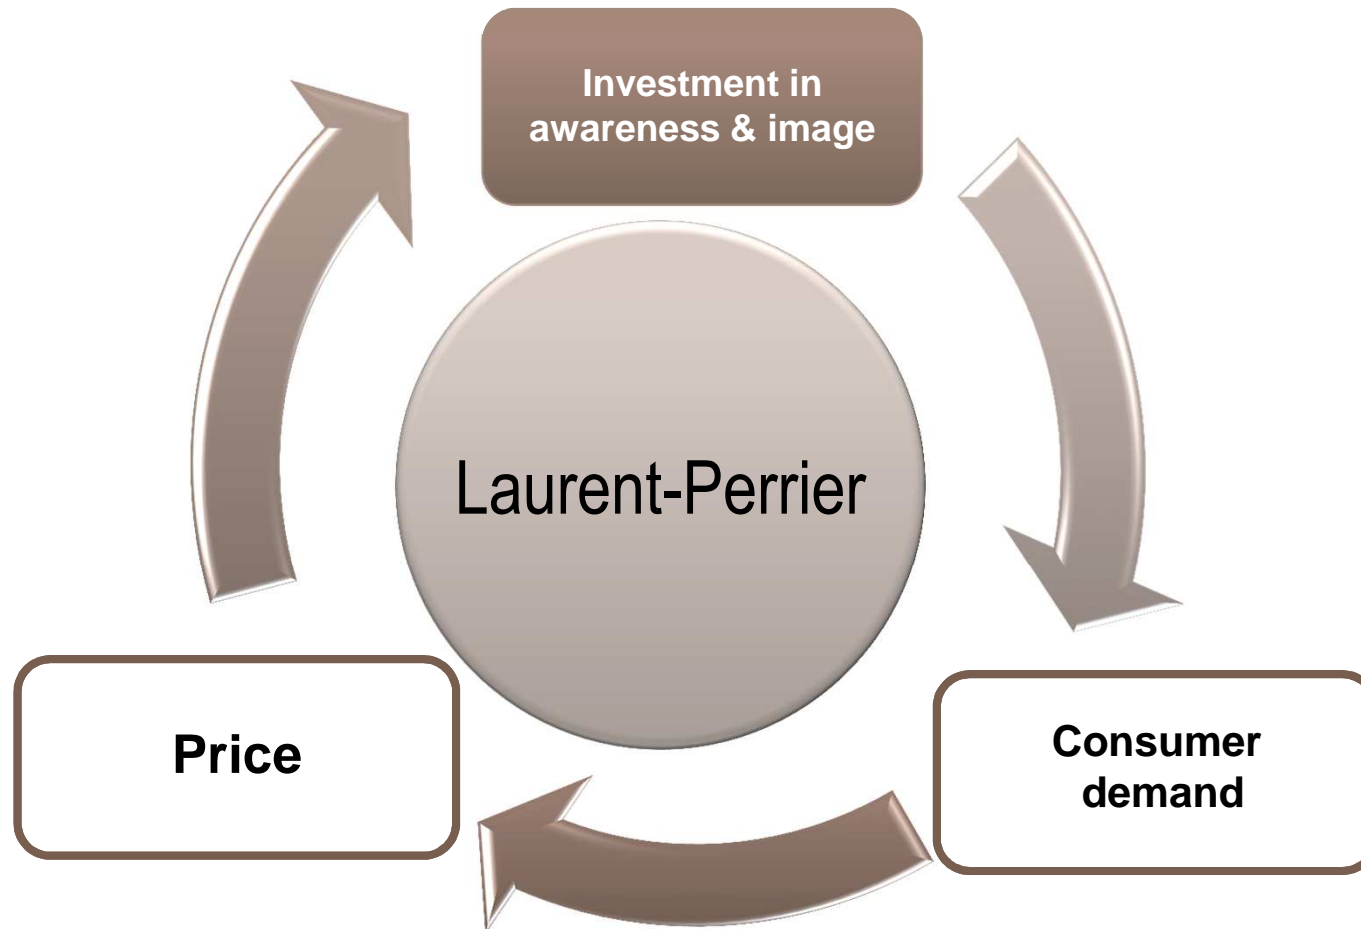 Investment in
awareness & image
Laurent-Perrier
Price
Consumer
demand